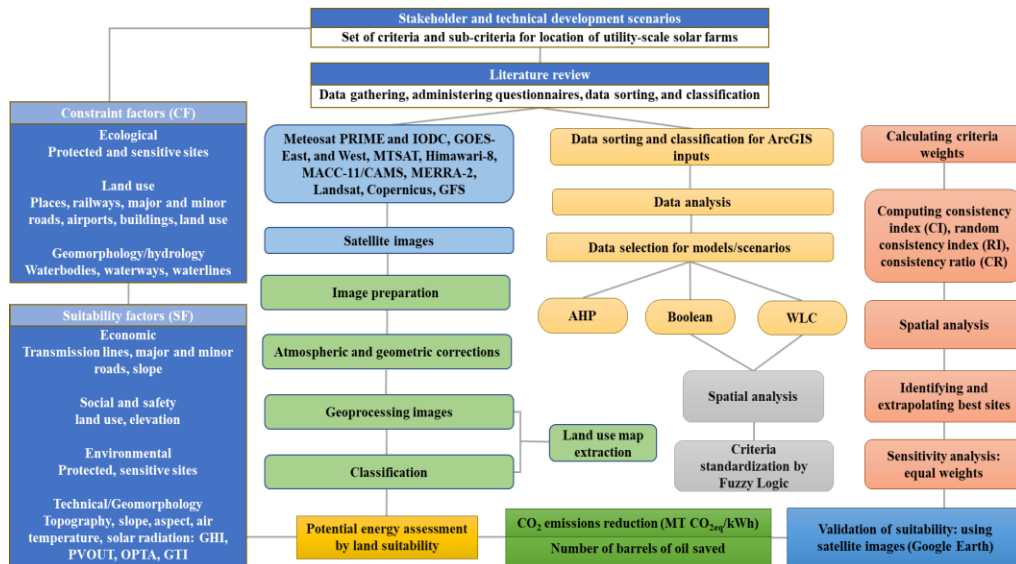 Stakeholder and technical development scenarios
Set of criteria and sub-criteria for location of utility-scale solar farms
Literature review
Data gathering, administering questionnaires, data sorting, and classification
Constraint factors (CF)
Ecological
Protected and sensitive sites
Land use
Places, railways, major and minor
roads, airports, buildings, land use
Geomorphology/hydrology
Waterbodies, waterways, waterlines
Suitability factors (SF)
Economic
Transmission lines, major and minor
roads, slope
Social and safety
land use, elevation
Environmental
Protected, sensitive sites
Technical/Geomorphology
Topography, slope, aspect, air
temperature, solar radiation: GHI,
PVOUT, OPTA, GTI
Meteosat PRIME and IODC, GOES-
East, and West, MTSAT, Himawari-8,
MACC-11/CAMS, MERRA-2,
Landsat, Copernicus, GFS
Satellite images
Image preparation
Atmospheric and geometric corrections
Geoprocessing images
Classification
Land use map
extraction
Potential energy assessment
by land suitability
Data sorting and classification for ArcGIS
inputs
Data analysis
Data selection for models/scenarios
AHP
Boolean
WLC
Spatial analysis
Criteria
standardization by
Fuzzy Logic
CO2 emissions reduction (MT CO2eq/kWh)
Number of barrels of oil saved
Calculating criteria
weights
Computing consistency
index (CI), random
consistency index (RI),
consistency ratio (CR)
Spatial analysis
Identifying and
extrapolating best sites
Sensitivity analysis:
equal weights
Validation of suitability: using
satellite images (Google Earth)